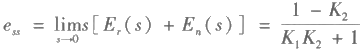 e_ss = lim_{s→0} s[E_r(s) + E_n(s)] = (1 − K_2) / (K_1K_2 + 1)